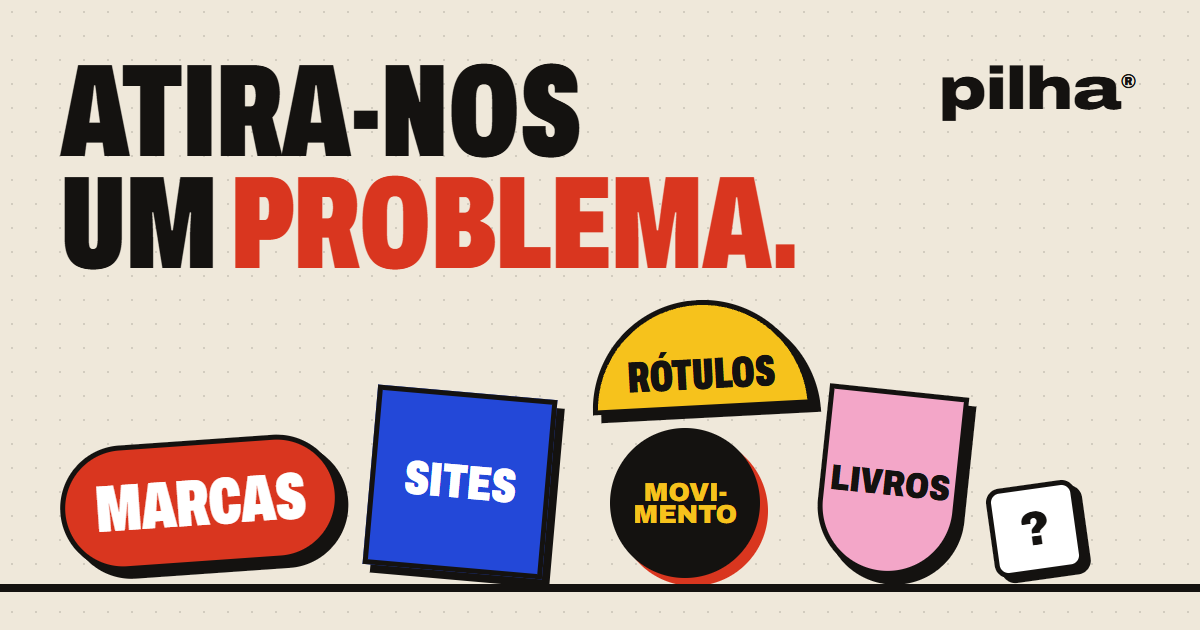 ATIRA-NOS
UM PROBLEMA.
pilha®
RÓTULOS
MARCAS
SITES
MOVI-
MENTO
LIVROS
?